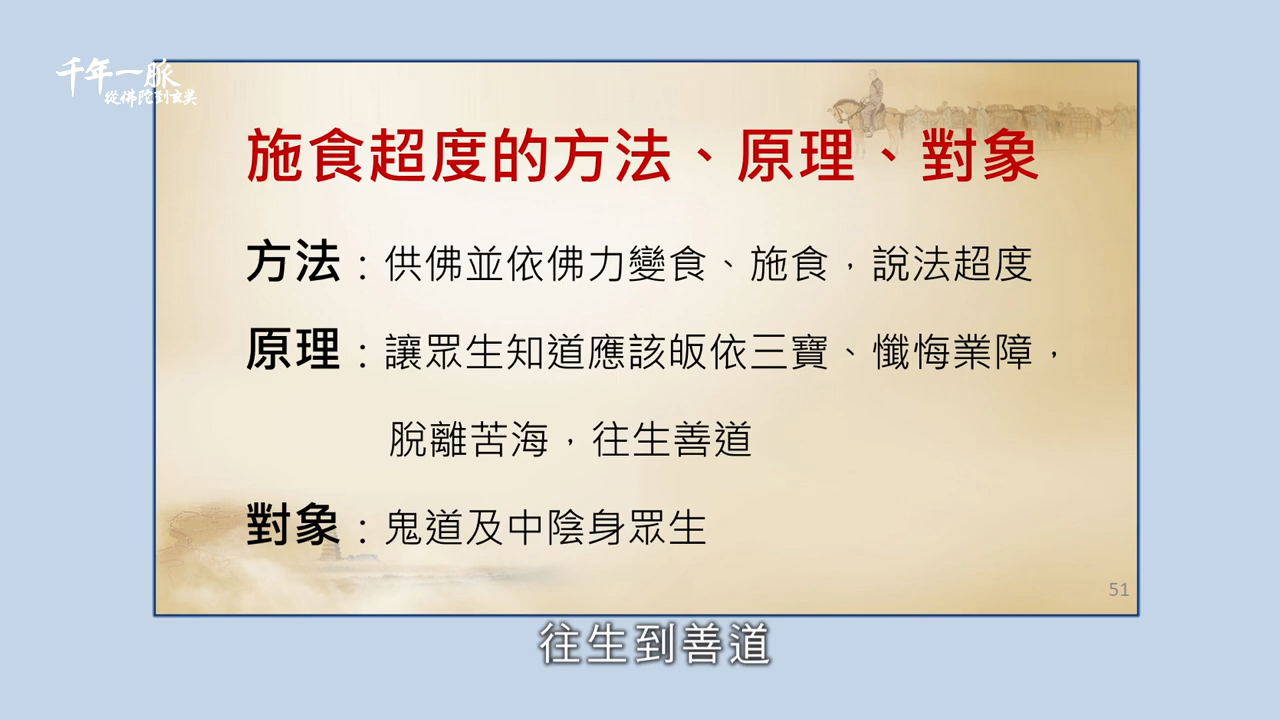 千年一脈
從佛陀到玄奘
施食超度的方法、原理、對象
方法：供佛並依佛力變食、施食，說法超度
原理：讓眾生知道應該皈依三寶、懺悔業障，
脫離苦海，往生善道
對象：鬼道及中陰身眾生
51
往生到善道